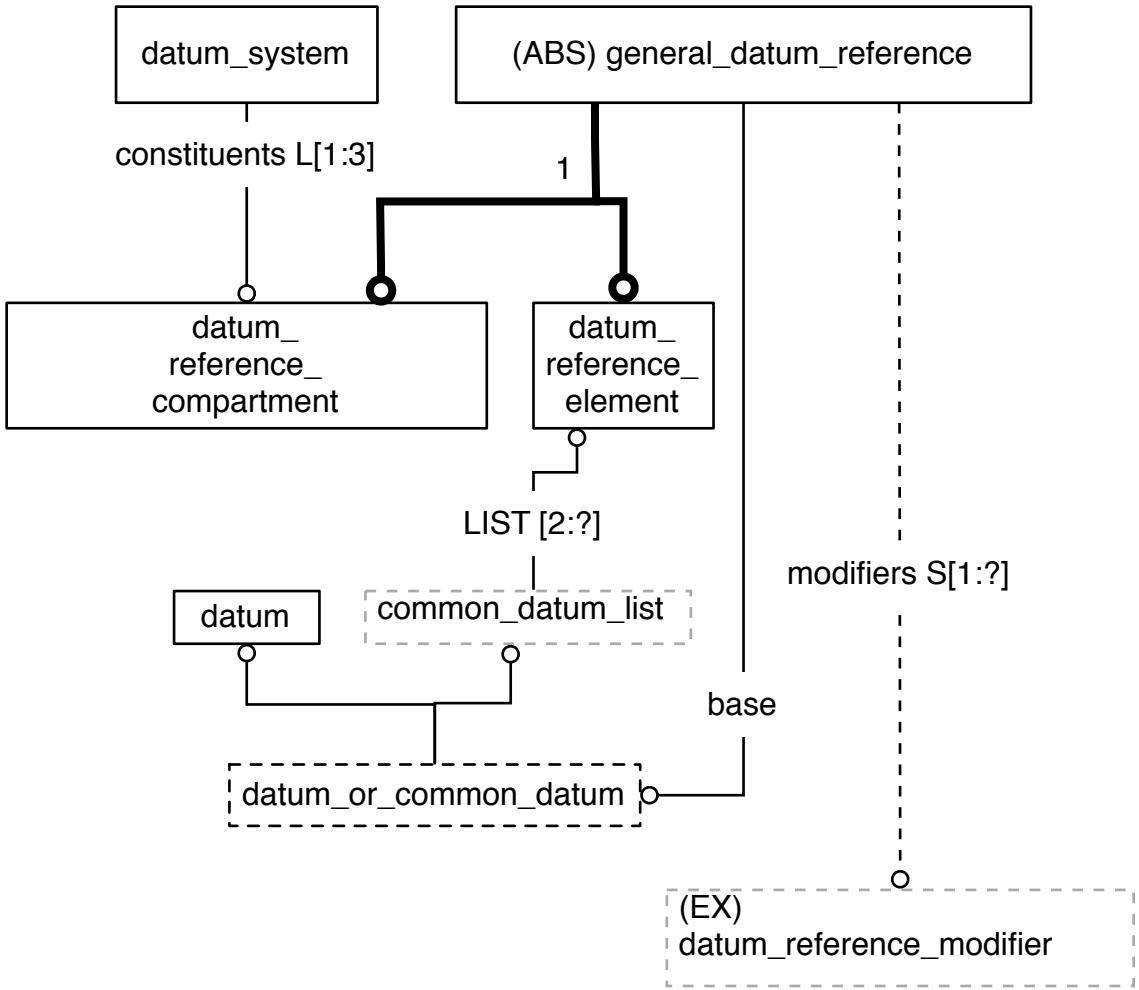 datum_system
(ABS) general_datum_reference
constituents L[1:3]
1
datum_
reference_
compartment
datum_
reference_
element
LIST [2:?]
modifiers S[1:?]
datum
common_datum_list
base
datum_or_common_datum
(EX)
datum_reference_modifier